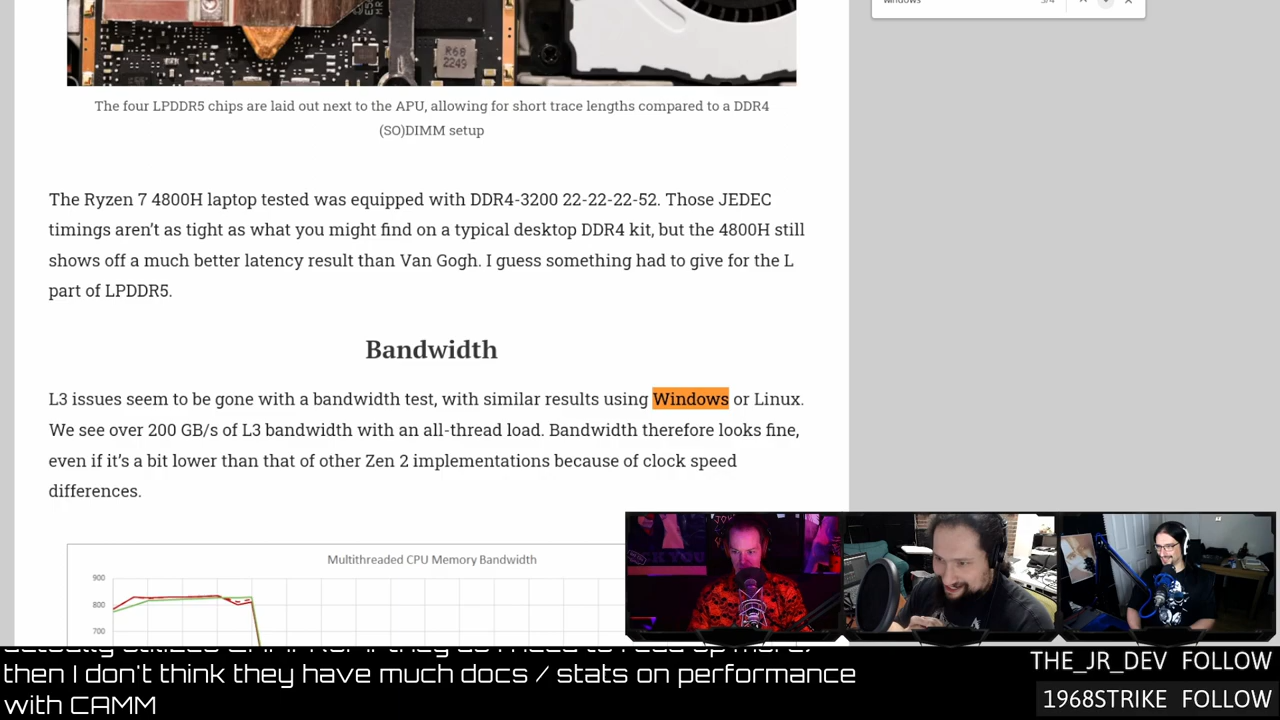 R68
2249
The four LPDDR5 chips are laid out next to the APU, allowing for short trace lengths compared to a DDR4
(SO)DIMM setup
The Ryzen 7 4800H laptop tested was equipped with DDR4-3200 22-22-22-52. Those JEDEC
timings aren’t as tight as what you might find on a typical desktop DDR4 kit, but the 4800H still
shows off a much better latency result than Van Gogh. I guess something had to give for the L
part of LPDDR5.
Bandwidth
L3 issues seem to be gone with a bandwidth test, with similar results using Windows or Linux.
We see over 200 GB/s of L3 bandwidth with an all-thread load. Bandwidth therefore looks fine,
even if it’s a bit lower than that of other Zen 2 implementations because of clock speed
differences.
Multithreaded CPU Memory Bandwidth
900
800
700
then I don't think they have much docs / stats on performance
with CAMM
THE_JR_DEV FOLLOW
1968STRIKE FOLLOW